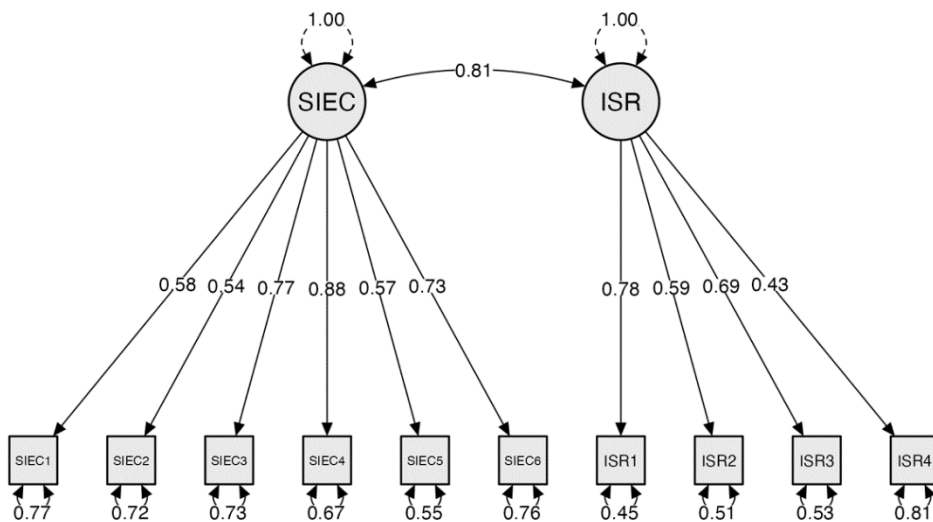 1.00 1.00
0.81
SIEC ISR
0.58 0.54 0.77 0.88 0.57 0.73 0.78 0.59 0.69 0.43
SIEC1 SIEC2 SIEC3 SIEC4 SIEC5 SIEC6 ISR1 ISR2 ISR3 ISR4
0.77 0.72 0.73 0.67 0.55 0.76 0.45 0.51 0.53 0.81